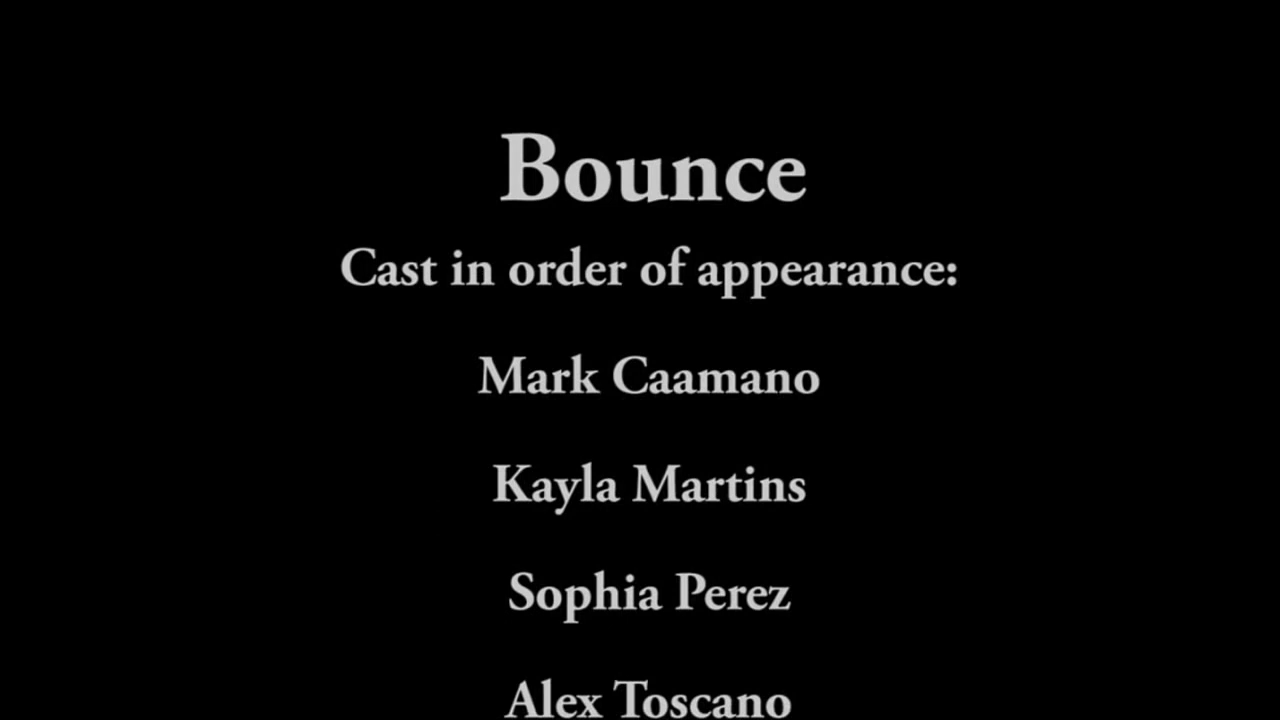 Bounce
Cast in order of appearance:
Mark Caamano
Kayla Martins
Sophia Perez
Alex Toscano